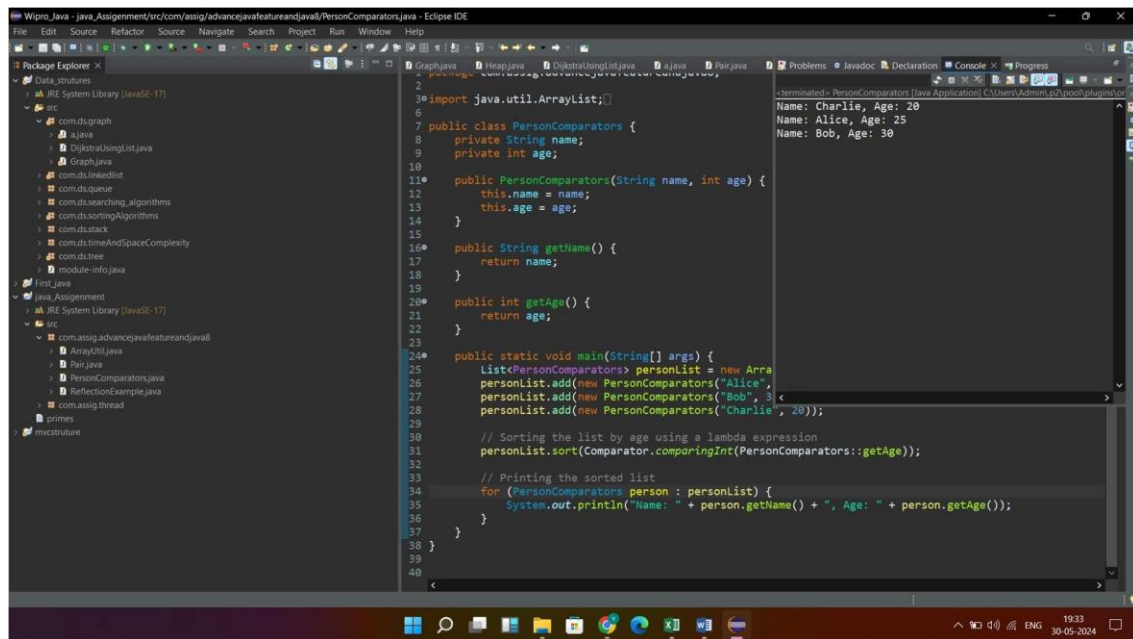 Wipro_Java - java_Assigenment/src/com/assig/advancejavafeatureandjava8/PersonComparators.java - Eclipse IDE
File Edit Source Refactor Source Navigate Search Project Run Window Help
Package Explorer
Data_strutures
JRE System Library [JavaSE-17]
src
com.ds.graph
a.java
DijkstraUsingList.java
Graph.java
com.ds.linkedlist
com.ds.queue
com.ds.searching_algorithms
com.ds.sortingAlgorithms
com.ds.stack
com.ds.timeAndSpaceComplexity
com.ds.tree
module-info.java
First_java
java_Assigenment
JRE System Library [JavaSE-17]
src
com.assig.advancejavafeatureandjava8
ArrayUtil.java
Pair.java
PersonComparators.java
ReflectionExample.java
com.assig.thread
primes
mvcstruture
Graph.java Heap.java DijkstraUsingList.java a.java Pair.java
1 package com.assig.advancejavafeatureandjava8;
2
3 import java.util.ArrayList;
6
7 public class PersonComparators {
8 private String name;
9 private int age;
10
11 public PersonComparators(String name, int age) {
12 this.name = name;
13 this.age = age;
14 }
15
16 public String getName() {
17 return name;
18 }
19
20 public int getAge() {
21 return age;
22 }
23
24 public static void main(String[] args) {
25 List<PersonComparators> personList = new Arra
26 personList.add(new PersonComparators("Alice",
27 personList.add(new PersonComparators("Bob", 3
28 personList.add(new PersonComparators("Charlie", 20));
29
30 // Sorting the list by age using a lambda expression
31 personList.sort(Comparator.comparingInt(PersonComparators::getAge));
32
33 // Printing the sorted list
34 for (PersonComparators person : personList) {
35 System.out.println("Name: " + person.getName() + ", Age: " + person.getAge());
36 }
37 }
38 }
39
40
Problems Javadoc Declaration Console Progress
<terminated> PersonComparators [Java Application] C:\Users\Admin\.p2\pool\plugins\or
Name: Charlie, Age: 20
Name: Alice, Age: 25
Name: Bob, Age: 30
ENG
19:33
30-05-2024